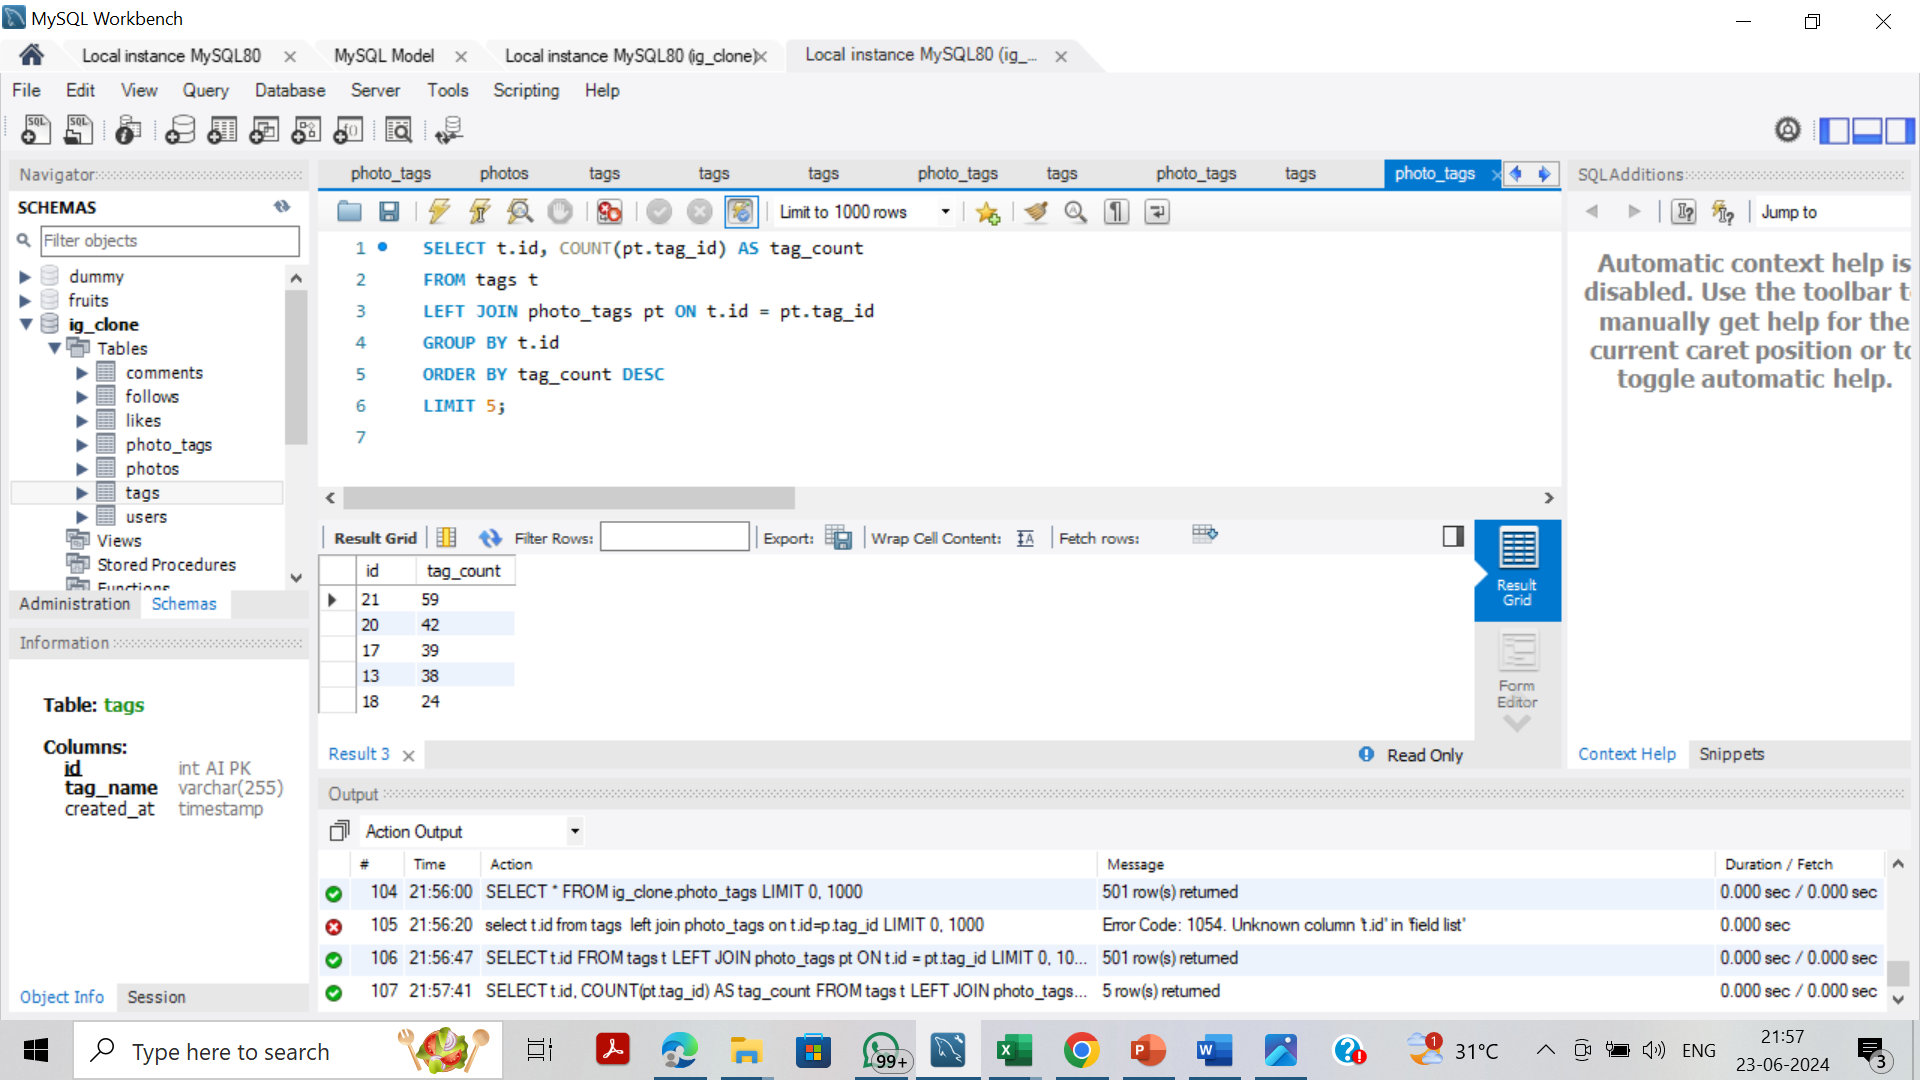 MySQL Workbench
Local instance MySQL80
MySQL Model
Local instance MySQL80 (ig_clone)
Local instance MySQL80 (ig_...
File Edit View Query Database Server Tools Scripting Help
Navigator
SCHEMAS
Filter objects
dummy
fruits
ig_clone
Tables
comments
follows
likes
photo_tags
photos
tags
users
Views
Stored Procedures
Functions
Administration Schemas
Information
Table: tags
Columns:
id int AI PK
tag_name varchar(255)
created_at timestamp
Object Info Session
photo_tags photos tags tags tags photo_tags tags photo_tags tags photo_tags
Limit to 1000 rows
1 SELECT t.id, COUNT(pt.tag_id) AS tag_count
2 FROM tags t
3 LEFT JOIN photo_tags pt ON t.id = pt.tag_id
4 GROUP BY t.id
5 ORDER BY tag_count DESC
6 LIMIT 5;
7
Result Grid Filter Rows: Export: Wrap Cell Content: Fetch rows:
id tag_count
21 59
20 42
17 39
13 38
18 24
Result Grid
Form Editor
Result 3
Read Only
SQLAdditions
Jump to
Automatic context help is
disabled. Use the toolbar t
manually get help for the
current caret position or to
toggle automatic help.
Context Help Snippets
Output
Action Output
# Time Action Message Duration / Fetch
104 21:56:00 SELECT * FROM ig_clone.photo_tags LIMIT 0, 1000 501 row(s) returned 0.000 sec / 0.000 sec
105 21:56:20 select t.id from tags left join photo_tags on t.id=p.tag_id LIMIT 0, 1000 Error Code: 1054. Unknown column 't.id' in 'field list' 0.000 sec
106 21:56:47 SELECT t.id FROM tags t LEFT JOIN photo_tags pt ON t.id = pt.tag_id LIMIT 0, 10... 501 row(s) returned 0.000 sec / 0.000 sec
107 21:57:41 SELECT t.id, COUNT(pt.tag_id) AS tag_count FROM tags t LEFT JOIN photo_tags... 5 row(s) returned 0.000 sec / 0.000 sec
Type here to search
99+
1
31°C
ENG
21:57
23-06-2024
3